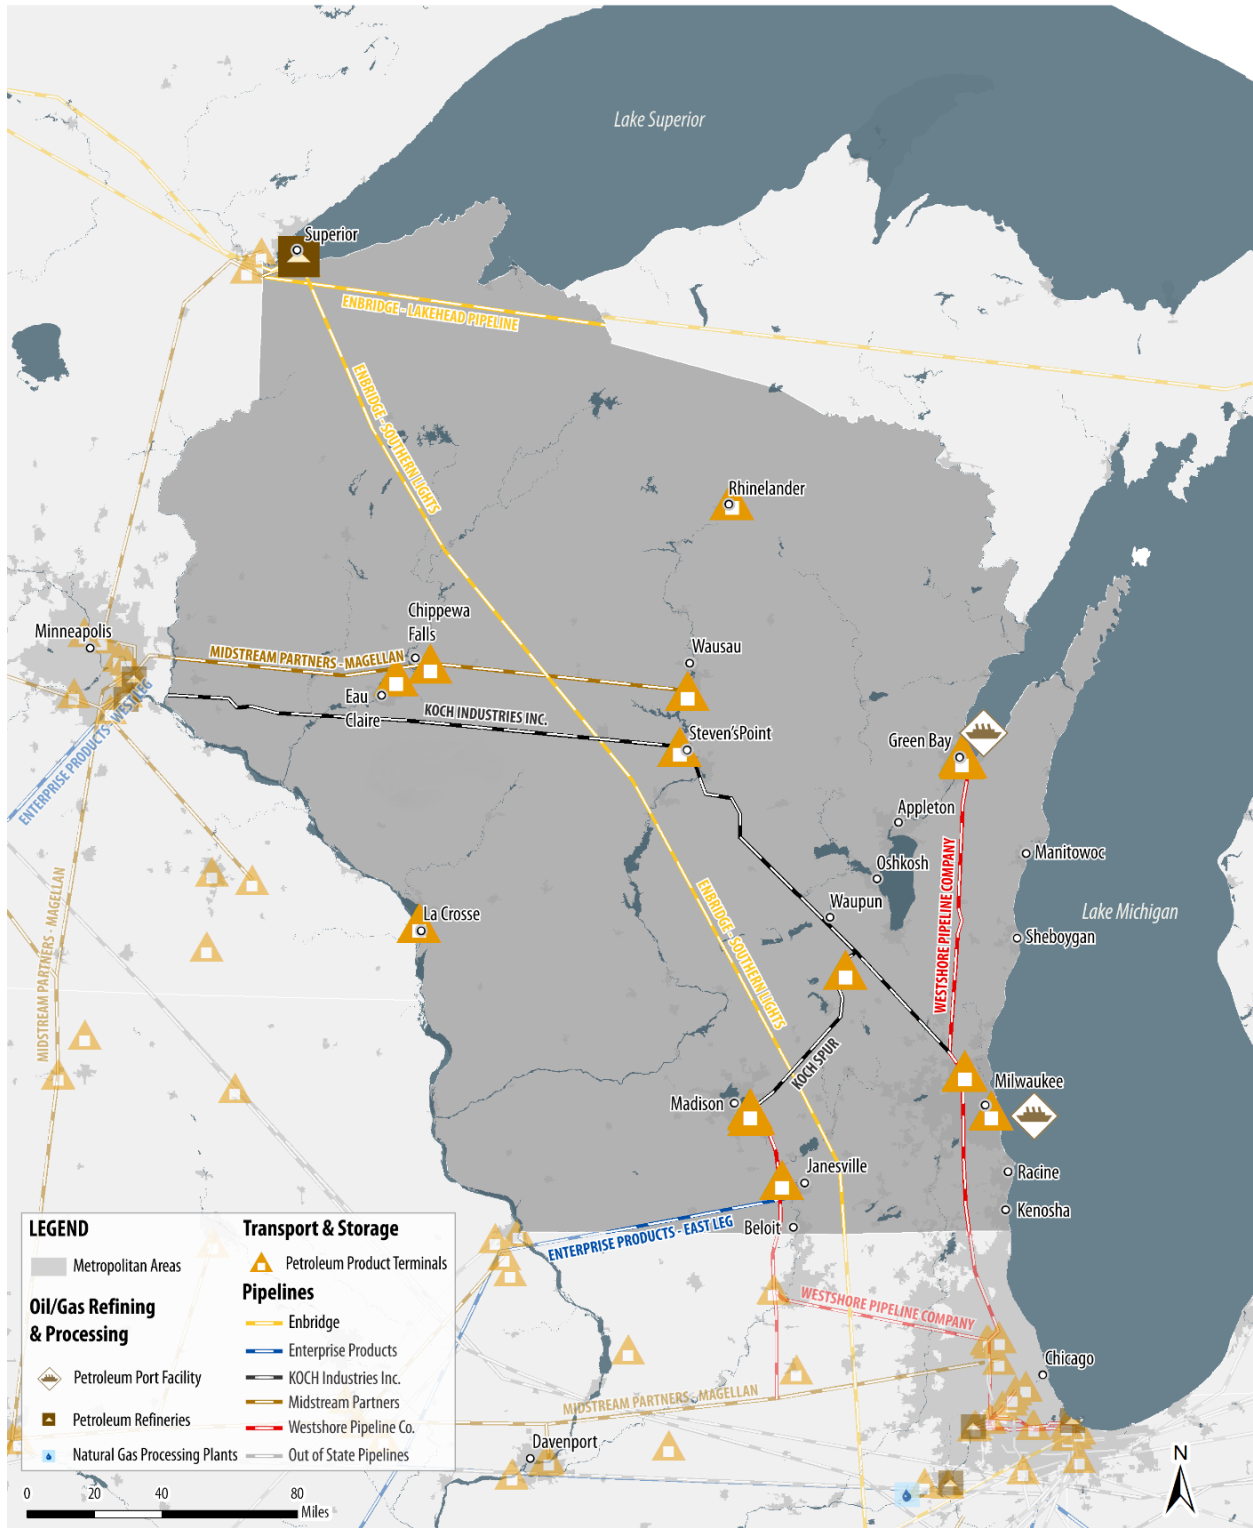 Lake Superior
Superior
ENBRIDGE - LAKEHEAD PIPELINE
ENBRIDGE - SOUTHERN LIGHTS
Rhinelander
Chippewa
Falls
Minneapolis
MIDSTREAM PARTNERS - MAGELLAN
Wausau
Eau
Claire
KOCH INDUSTRIES INC.
Steven'sPoint
ENTERPRISE PRODUCTS - WEST LEG
Green Bay
Appleton
Manitowoc
Oshkosh
Waupun
La Crosse
Lake Michigan
Sheboygan
WESTSHORE PIPELINE COMPANY
ENBRIDGE - SOUTHERN LIGHTS
MIDSTREAM PARTNERS - MAGELLAN
KOCH SPUR
Milwaukee
Madison
Janesville
Racine
Kenosha
Beloit
ENTERPRISE PRODUCTS - EAST LEG
WESTSHORE PIPELINE COMPANY
Chicago
MIDSTREAM PARTNERS - MAGELLAN
Davenport
LEGEND
Metropolitan Areas
Oil/Gas Refining
& Processing
Petroleum Port Facility
Petroleum Refineries
Natural Gas Processing Plants
Transport & Storage
Petroleum Product Terminals
Pipelines
Enbridge
Enterprise Products
KOCH Industries Inc.
Midstream Partners
Westshore Pipeline Co.
Out of State Pipelines
0 20 40 80
Miles
N